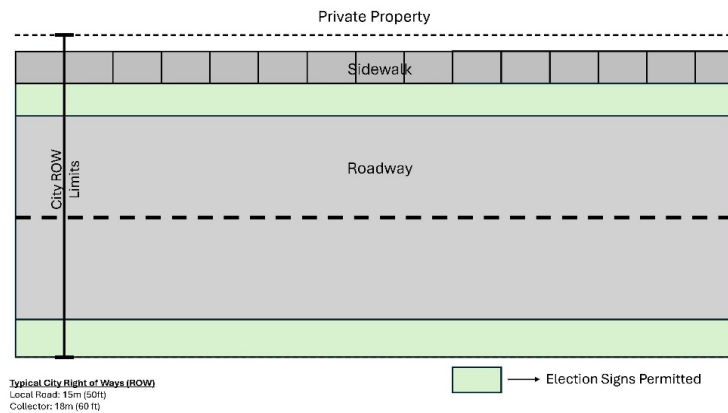 Private Property
Sidewalk
City ROW
Limits
Roadway
Typical City Right of Ways (ROW)
Local Road: 15m (50ft)
Collector: 18m (60 ft)
Election Signs Permitted